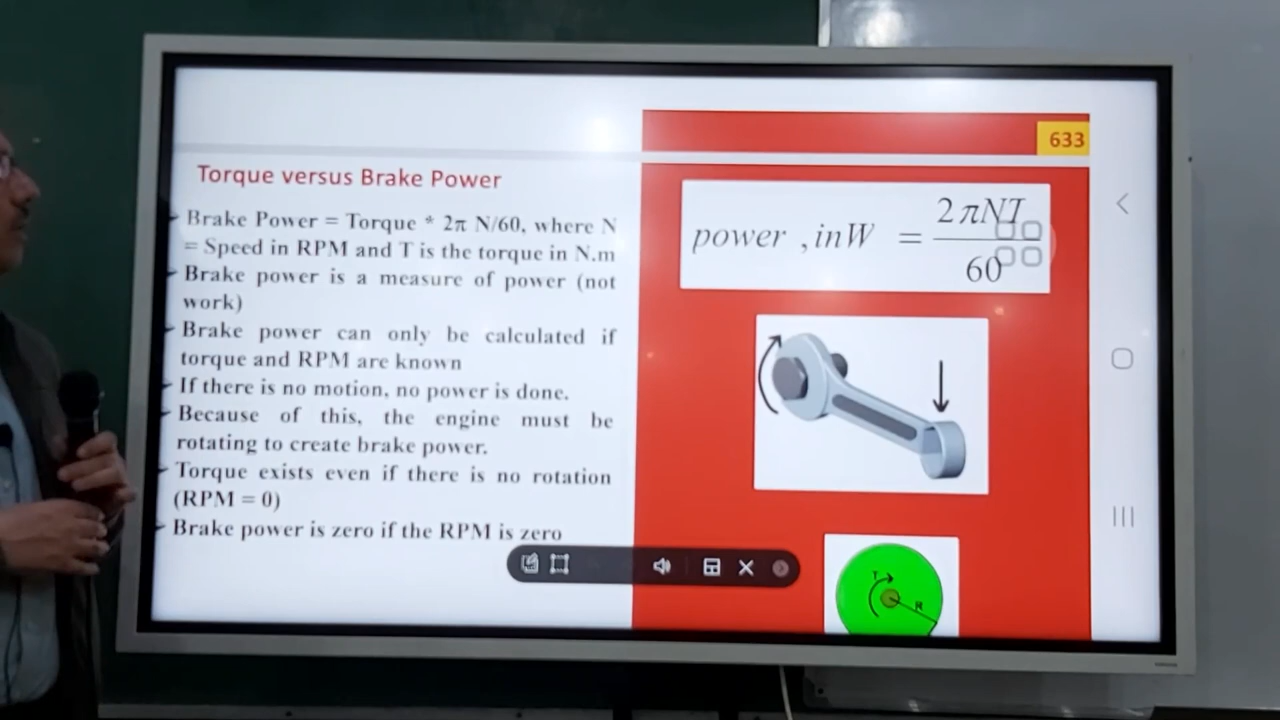 633
Torque versus Brake Power
Brake Power = Torque * 2π N/60, where N
= Speed in RPM and T is the torque in N.m
Brake power is a measure of power (not
work)
Brake power can only be calculated if
torque and RPM are known
If there is no motion, no power is done.
Because of this, the engine must be
rotating to create brake power.
Torque exists even if there is no rotation
(RPM = 0)
Brake power is zero if the RPM is zero
power , in W = 2πNT
60
T
R